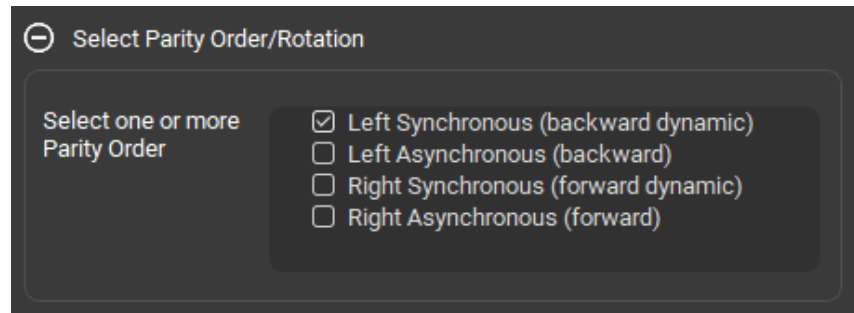 Select Parity Order/Rotation
Select one or more
Parity Order
Left Synchronous (backward dynamic)
Left Asynchronous (backward)
Right Synchronous (forward dynamic)
Right Asynchronous (forward)